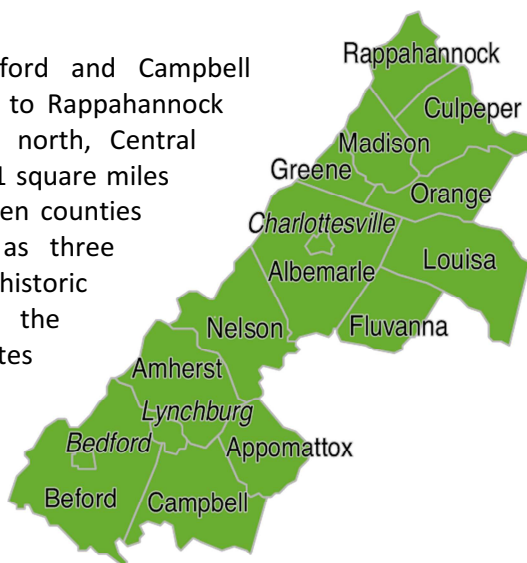 ford and Campbell
to Rappahannock
north, Central
1 square miles
en counties
as three
historic
the
tes
Rappahannock
Culpeper
Madison
Greene
Orange
Charlottesville
Louisa
Albemarle
Nelson
Fluvanna
Amherst
Lynchburg
Bedford
Appomattox
Beford
Campbell